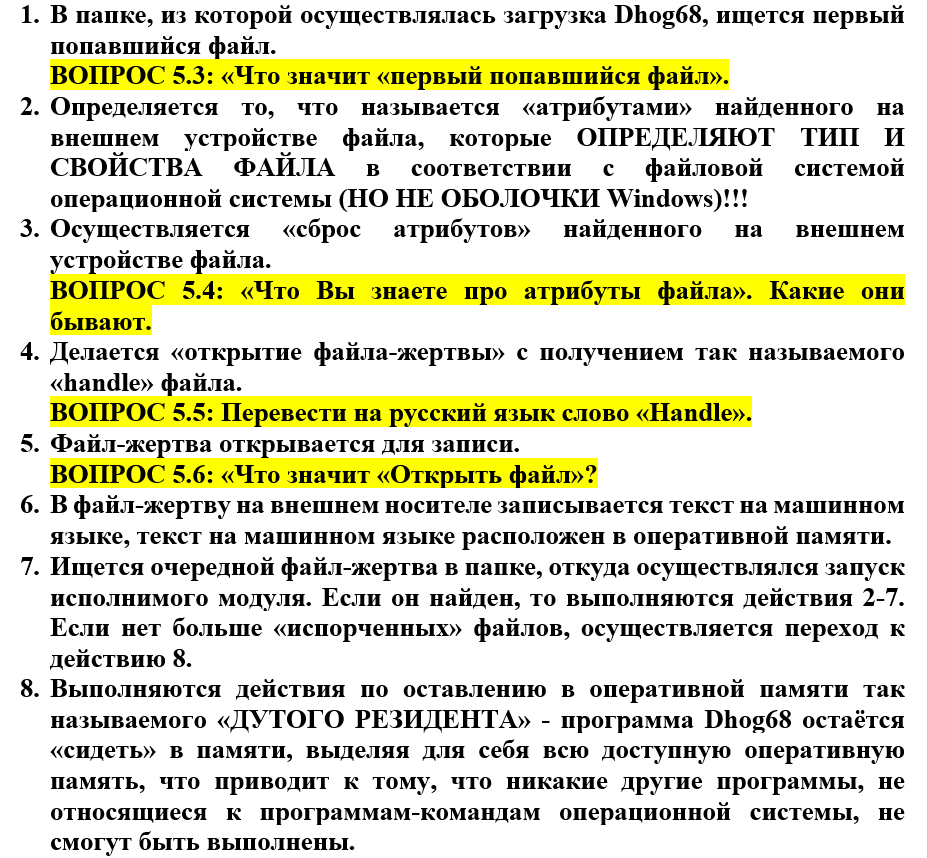 1. В папке, из которой осуществлялась загрузка Dhog68, ищется первый
попавшийся файл.
ВОПРОС 5.3: «Что значит «первый попавшийся файл».
2. Определяется то, что называется «атрибутами» найденного на
внешнем устройстве файла, которые ОПРЕДЕЛЯЮТ ТИП И
СВОЙСТВА ФАЙЛА в соответствии с файловой системой
операционной системы (НО НЕ ОБОЛОЧКИ Windows)!!!
3. Осуществляется «сброс атрибутов» найденного на внешнем
устройстве файла.
ВОПРОС 5.4: «Что Вы знаете про атрибуты файла». Какие они
бывают.
4. Делается «открытие файла-жертвы» с получением так называемого
«handle» файла.
ВОПРОС 5.5: Перевести на русский язык слово «Handle».
5. Файл-жертва открывается для записи.
ВОПРОС 5.6: «Что значит «Открыть файл»?
6. В файл-жертву на внешнем носителе записывается текст на машинном
языке, текст на машинном языке расположен в оперативной памяти.
7. Ищется очередной файл-жертва в папке, откуда осуществлялся запуск
исполнимого модуля. Если он найден, то выполняются действия 2-7.
Если нет больше «испорченных» файлов, осуществляется переход к
действию 8.
8. Выполняются действия по оставлению в оперативной памяти так
называемого «ДУТОГО РЕЗИДЕНТА» - программа Dhog68 остаётся
«сидеть» в памяти, выделяя для себя всю доступную оперативную
память, что приводит к тому, что никакие другие программы, не
относящиеся к программам-командам операционной системы, не
смогут быть выполнены.